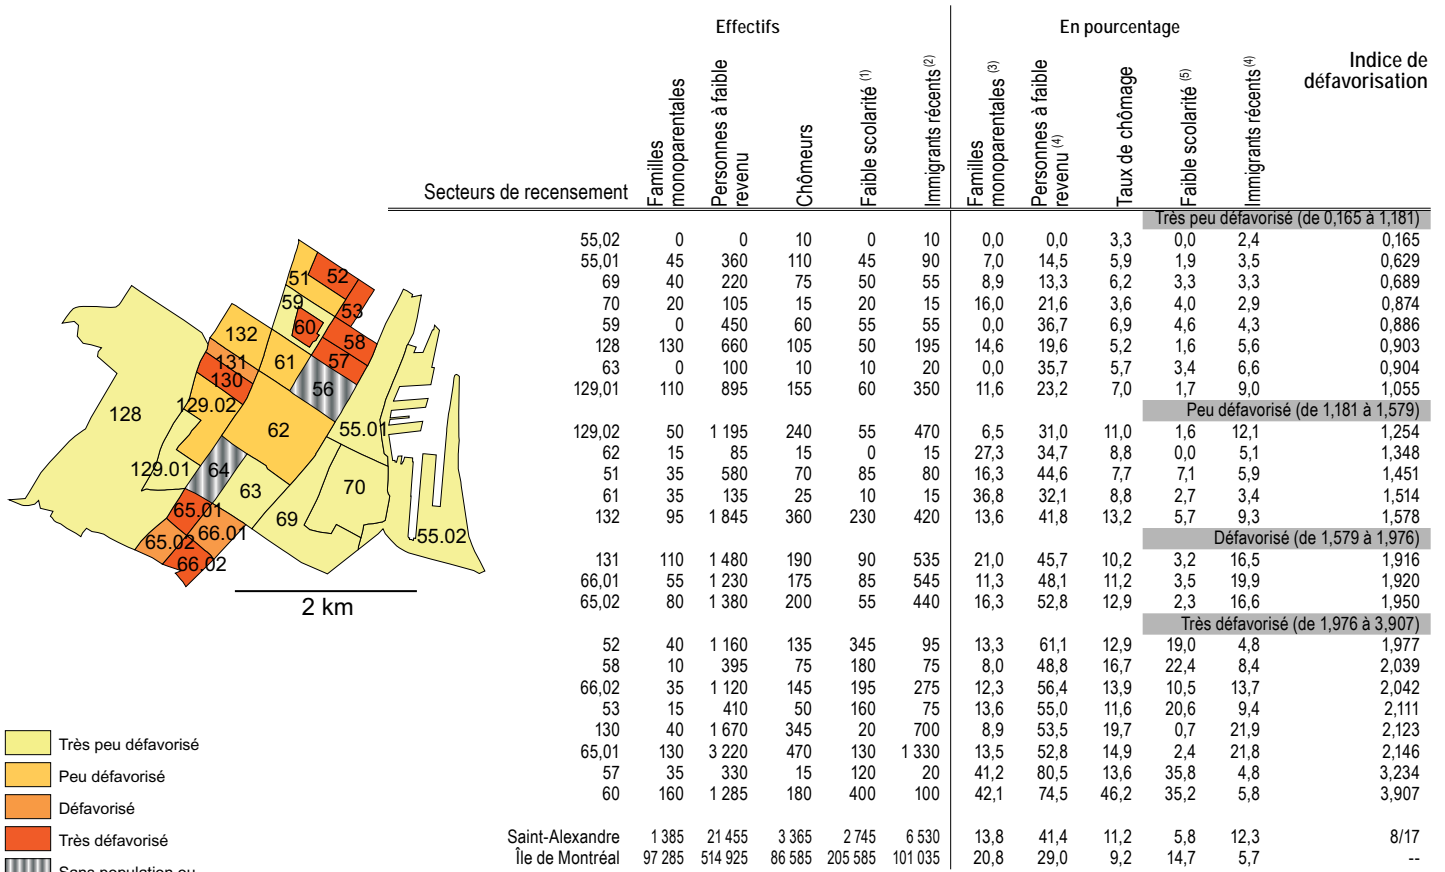 Effectifs En pourcentage
Secteurs de recensement Familles monoparentales Personnes à faible revenu Chômeurs Faible scolarité (1) Immigrants récents (2) Familles monoparentales (3) Personnes à faible revenu (4) Taux de chômage Faible scolarité (5) Immigrants récents (4) Indice de défavorisation
Très peu défavorisé (de 0,165 à 1,181)
55,02 0 0 10 0 10 0,0 0,0 3,3 0,0 2,4 0,165
55,01 45 360 110 45 90 7,0 14,5 5,9 1,9 3,5 0,629
69 40 220 75 50 55 8,9 13,3 6,2 3,3 3,3 0,689
70 20 105 15 20 15 16,0 21,6 3,6 4,0 2,9 0,874
59 0 450 60 55 55 0,0 36,7 6,9 4,6 4,3 0,886
128 130 660 105 50 195 14,6 19,6 5,2 1,6 5,6 0,903
63 0 100 10 10 20 0,0 35,7 5,7 3,4 6,6 0,904
129,01 110 895 155 60 350 11,6 23,2 7,0 1,7 9,0 1,055
Peu défavorisé (de 1,181 à 1,579)
129,02 50 1 195 240 55 470 6,5 31,0 11,0 1,6 12,1 1,254
62 15 85 15 0 15 27,3 34,7 8,8 0,0 5,1 1,348
51 35 580 70 85 80 16,3 44,6 7,7 7,1 5,9 1,451
61 35 135 25 10 15 36,8 32,1 8,8 2,7 3,4 1,514
132 95 1 845 360 230 420 13,6 41,8 13,2 5,7 9,3 1,578
Défavorisé (de 1,579 à 1,976)
131 110 1 480 190 90 535 21,0 45,7 10,2 3,2 16,5 1,916
66,01 55 1 230 175 85 545 11,3 48,1 11,2 3,5 19,9 1,920
65,02 80 1 380 200 55 440 16,3 52,8 12,9 2,3 16,6 1,950
Très défavorisé (de 1,976 à 3,907)
52 40 1 160 135 345 95 13,3 61,1 12,9 19,0 4,8 1,977
58 10 395 75 180 75 8,0 48,8 16,7 22,4 8,4 2,039
66,02 35 1 120 145 195 275 12,3 56,4 13,9 10,5 13,7 2,042
53 15 410 50 160 75 13,6 55,0 11,6 20,6 9,4 2,111
130 40 1 670 345 20 700 8,9 53,5 19,7 0,7 21,9 2,123
65,01 130 3 220 470 130 1 330 13,5 52,8 14,9 2,4 21,8 2,146
57 35 330 15 120 20 41,2 80,5 13,6 35,8 4,8 3,234
60 160 1 285 180 400 100 42,1 74,5 46,2 35,2 5,8 3,907
Saint-Alexandre 1 385 21 455 3 365 2 745 6 530 13,8 41,4 11,2 5,8 12,3 8/17
Île de Montréal 97 285 514 925 86 585 205 585 101 035 20,8 29,0 9,2 14,7 5,7 --
51
52
59
53
60
132
58
61
131
57
130
56
129.02
128
62
55.01
129.01
64
70
63
65.01
69
66.01
55.02
65.02
66.02
2 km
Très peu défavorisé
Peu défavorisé
Défavorisé
Très défavorisé
Sans population ou